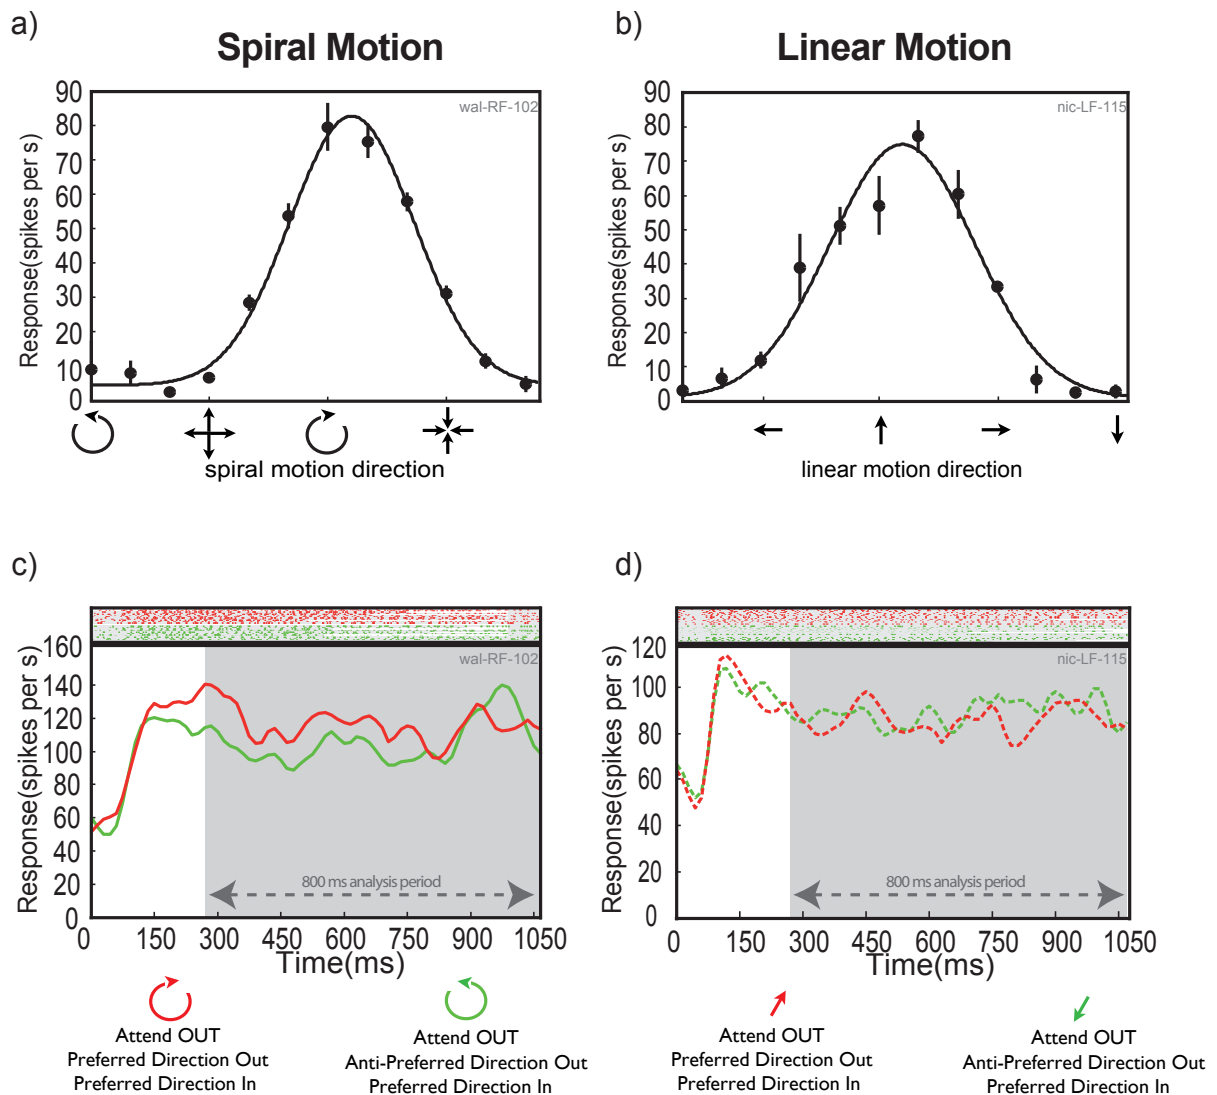 a)
Spiral Motion
wal-RF-102
Response(spikes per s)
90
80
70
60
50
40
30
20
10
0
spiral motion direction
b)
Linear Motion
nic-LF-115
Response(spikes per s)
90
80
70
60
50
40
30
20
10
0
linear motion direction
c)
wal-RF-102
Response(spikes per s)
160
140
120
100
80
60
40
20
0
800 ms analysis period
0 150 300 450 600 750 900 1050
Time(ms)
Attend OUT
Preferred Direction Out
Preferred Direction In
Attend OUT
Anti-Preferred Direction Out
Preferred Direction In
d)
nic-LF-115
Response(spikes per s)
120
100
80
60
40
20
0
800 ms analysis period
0 150 300 450 600 750 900 1050
Time(ms)
Attend OUT
Preferred Direction Out
Preferred Direction In
Attend OUT
Anti-Preferred Direction Out
Preferred Direction In